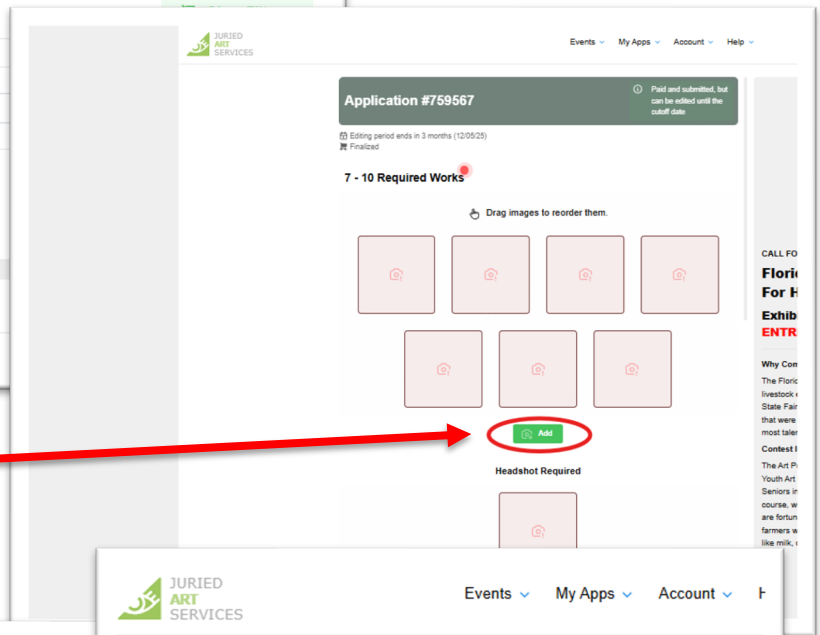 JURIED
ART
SERVICES
Events
My Apps
Account
Help
Application #759567
Paid and submitted, but
can be edited until the
cutoff date
Editing period ends in 3 months (12/05/25)
Finalized
7 - 10 Required Works
Drag images to reorder them.
Add
Headshot Required
CALL FO
Floric
For H
Exhib
ENTR
Why Con
The Floric
livestock
State Fair
that were
most taler
Contest I
The Art P
Youth Art
Seniors in
course, w
are fortun
farmers w
like milk,
JURIED
ART
SERVICES
Events
My Apps
Account